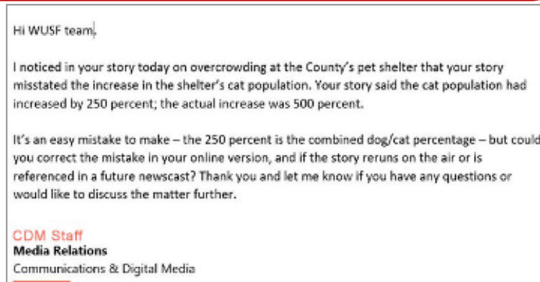 Hi WUSF team,
I noticed in your story today on overcrowding at the County's pet shelter that your story
misstated the increase in the shelter's cat population. Your story said the cat population had
increased by 250 percent; the actual increase was 500 percent.
It's an easy mistake to make – the 250 percent is the combined dog/cat percentage – but could
you correct the mistake in your online version, and if the story reruns on the air or is
referenced in a future newscast? Thank you and let me know if you have any questions or
would like to discuss the matter further.
CDM Staff
Media Relations
Communications & Digital Media